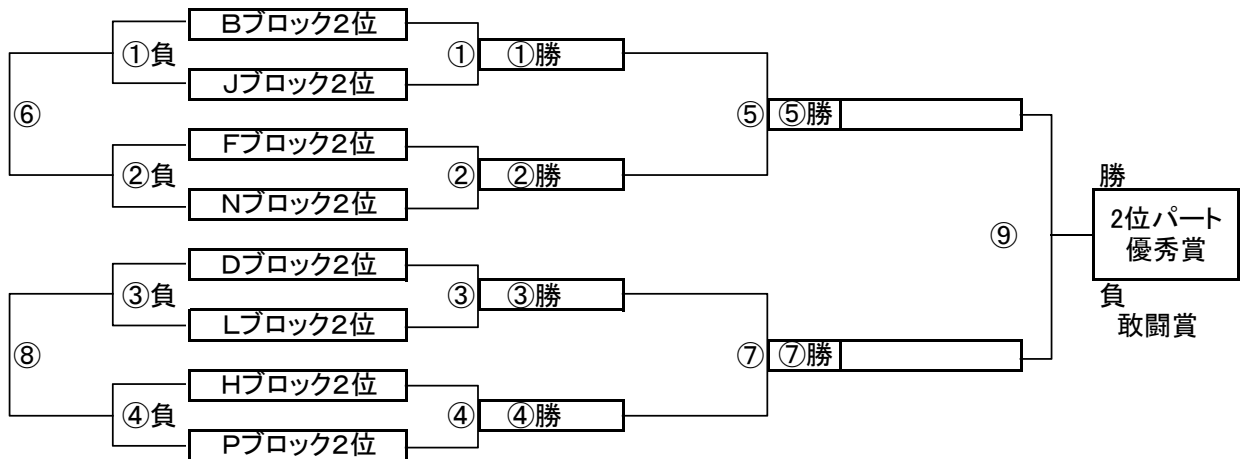 Bブロック2位
①負
①
①勝
Jブロック2位
⑥
⑤
⑤勝
Fブロック2位
②負
②
②勝
Nブロック2位
勝
2位パート
優秀賞
⑨
Dブロック2位
③負
③
③勝
負
敢闘賞
Lブロック2位
⑧
⑦
⑦勝
Hブロック2位
④負
④
④勝
Pブロック2位